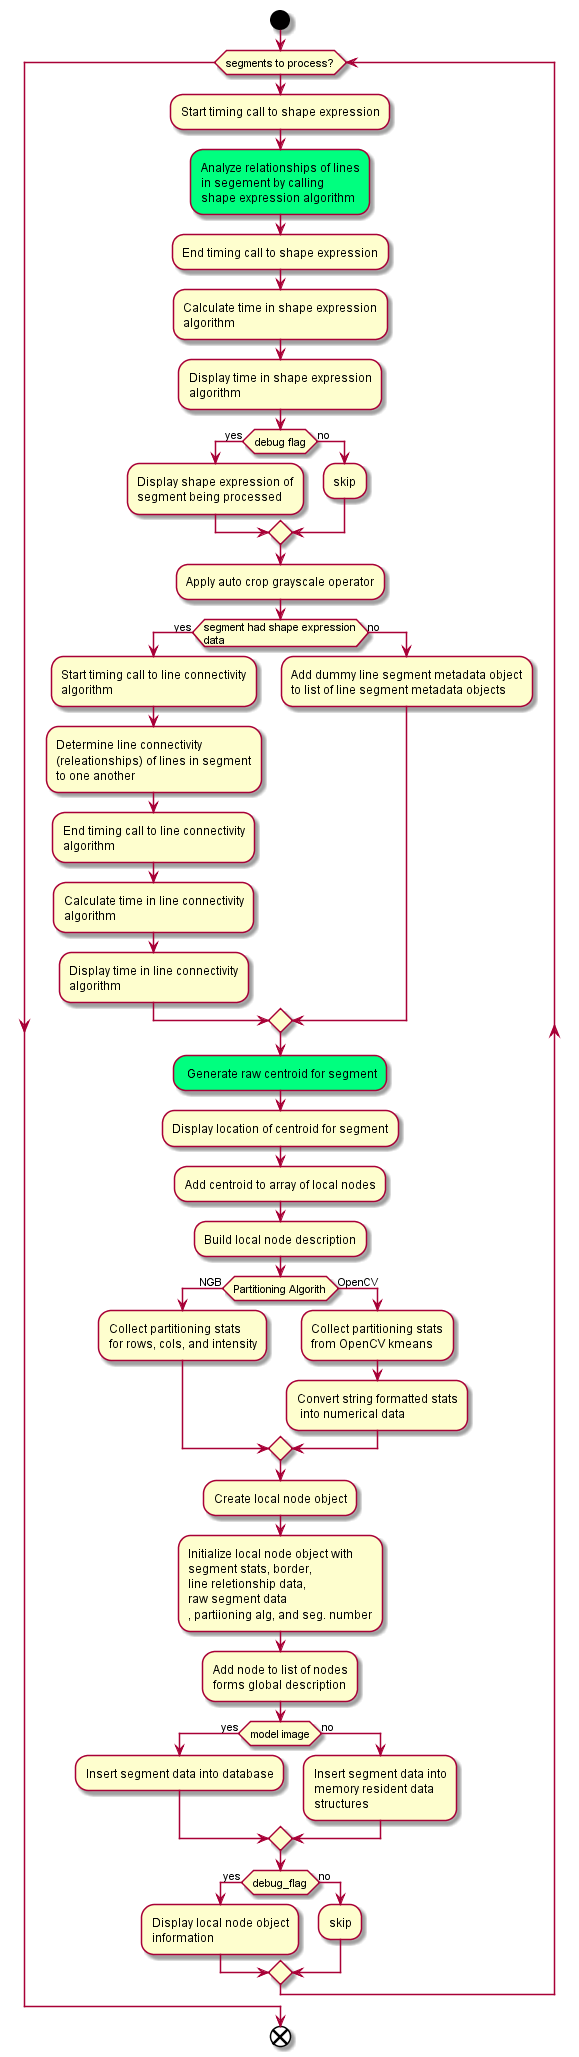 segments to process?
Start timing call to shape expression
Analyze relationships of lines
in segement by calling
shape expression algorithm
End timing call to shape expression
Calculate time in shape expression
algorithm
Display time in shape expression
algorithm
yes
debug flag
no
Display shape expression of
segment being processed
skip
Apply auto crop grayscale operator
yes
segment had shape expression
data
no
Start timing call to line connectivity
algorithm
Add dummy line segment metadata object
to list of line segment metadata objects
Determine line connectivity
(releationships) of lines in segment
to one another
End timing call to line connectivity
algorithm
Calculate time in line connectivity
algorithm
Display time in line connectivity
algorithm
Generate raw centroid for segment
Display location of centroid for segment
Add centroid to array of local nodes
Build local node description
NGB
Partitioning Algorith
OpenCV
Collect partitioning stats
for rows, cols, and intensity
Collect partitioning stats
from OpenCV kmeans
Convert string formatted stats
into numerical data
Create local node object
Initialize local node object with
segment stats, border,
line reletionship data,
raw segment data
, partiioning alg, and seg. number
Add node to list of nodes
forms global description
yes
model image
no
Insert segment data into database
Insert segment data into
memory resident data
structures
yes
debug_flag
no
Display local node object
information
skip